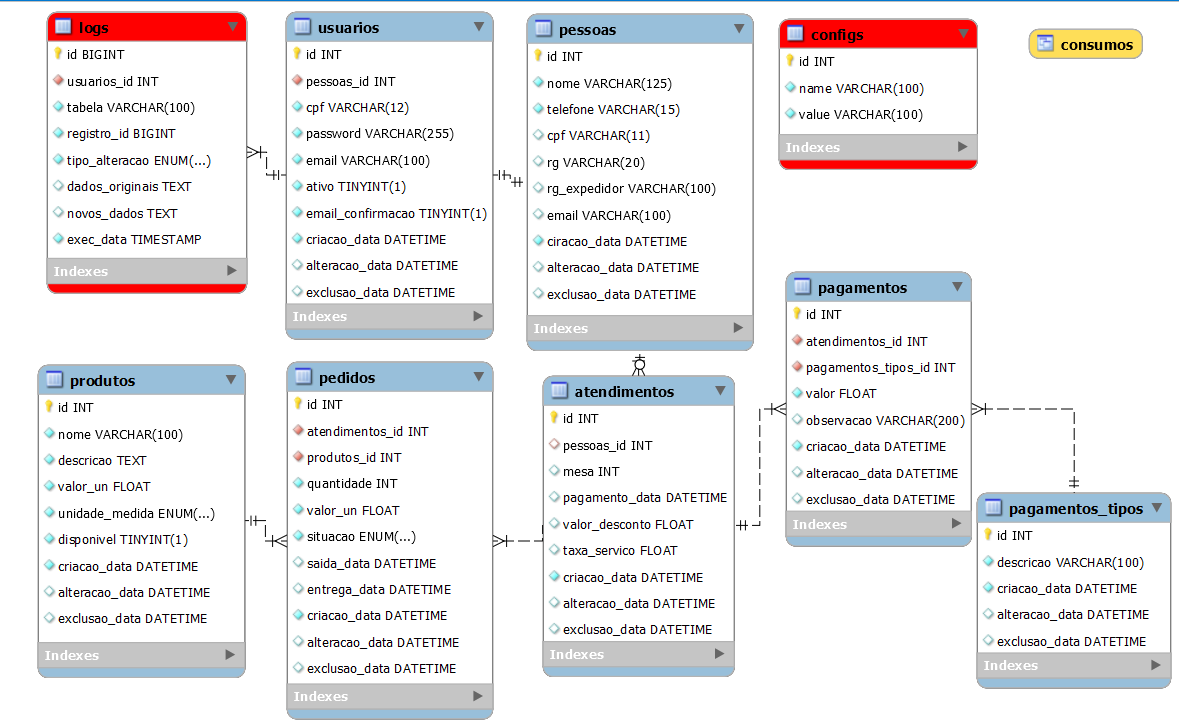 logs
id BIGINT
usuarios_id INT
tabela VARCHAR(100)
registro_id BIGINT
tipo_alteracao ENUM(...)
dados_originais TEXT
novos_dados TEXT
exec_data TIMESTAMP
Indexes
usuarios
id INT
pessoas_id INT
cpf VARCHAR(12)
password VARCHAR(255)
email VARCHAR(100)
ativo TINYINT(1)
email_confirmacao TINYINT(1)
criacao_data DATETIME
alteracao_data DATETIME
exclusao_data DATETIME
Indexes
pessoas
id INT
nome VARCHAR(125)
telefone VARCHAR(15)
cpf VARCHAR(11)
rg VARCHAR(20)
rg_expedidor VARCHAR(100)
email VARCHAR(100)
ciracao_data DATETIME
alteracao_data DATETIME
exclusao_data DATETIME
Indexes
configs
id INT
name VARCHAR(100)
value VARCHAR(100)
Indexes
consumos
produtos
id INT
nome VARCHAR(100)
descricao TEXT
valor_un FLOAT
unidade_medida ENUM(...)
disponivel TINYINT(1)
criacao_data DATETIME
alteracao_data DATETIME
exclusao_data DATETIME
Indexes
pedidos
id INT
atendimentos_id INT
produtos_id INT
quantidade INT
valor_un FLOAT
situacao ENUM(...)
saida_data DATETIME
entrega_data DATETIME
criacao_data DATETIME
alteracao_data DATETIME
exclusao_data DATETIME
Indexes
atendimentos
id INT
pessoas_id INT
mesa INT
pagamento_data DATETIME
valor_desconto FLOAT
taxa_servico FLOAT
criacao_data DATETIME
alteracao_data DATETIME
exclusao_data DATETIME
Indexes
pagamentos
id INT
atendimentos_id INT
pagamentos_tipos_id INT
valor FLOAT
observacao VARCHAR(200)
criacao_data DATETIME
alteracao_data DATETIME
exclusao_data DATETIME
Indexes
pagamentos_tipos
id INT
descricao VARCHAR(100)
criacao_data DATETIME
alteracao_data DATETIME
exclusao_data DATETIME
Indexes